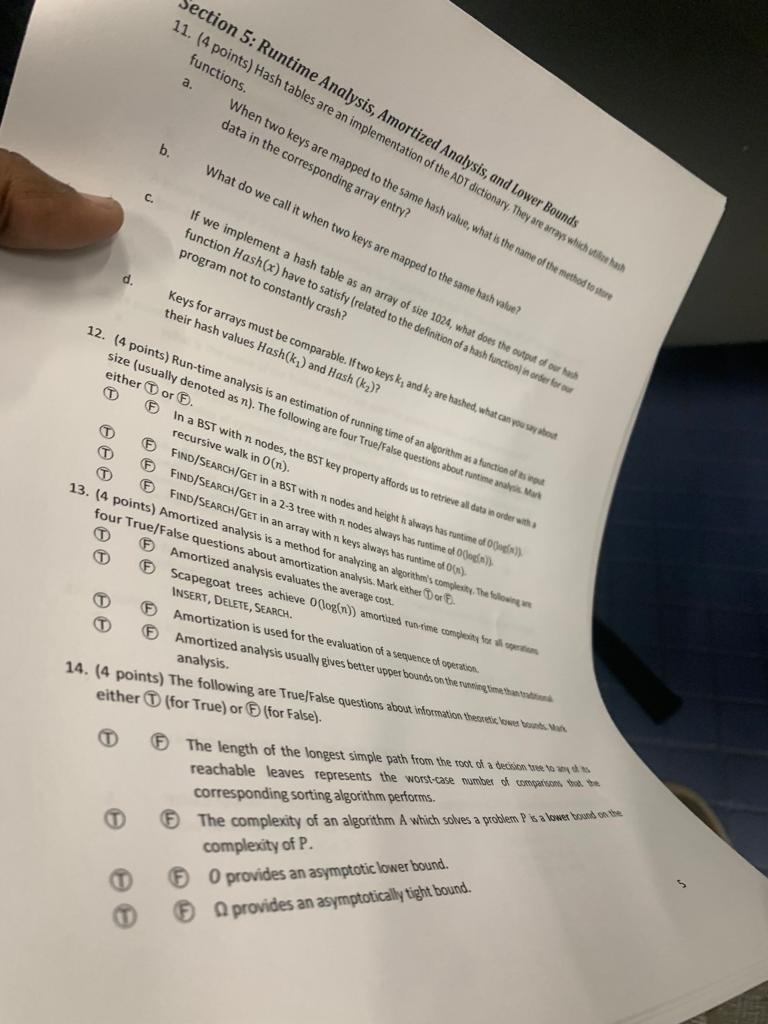 Section 5: Runtime Analysis, Amortized Analysis, and Lower Bounds
11. (4 points) Hash tables are an implementation of the ADT dictionary. They are arrays which utilize hash
functions.
a. When two keys are mapped to the same hash value, what is the name of the method to store
data in the corresponding array entry?
b. What do we call it when two keys are mapped to the same hash value?
c. If we implement a hash table as an array of size 1024, what does the output of our hash
function Hash(x) have to satisfy (related to the definition of a hash function) in order for our
program not to constantly crash?
d. Keys for arrays must be comparable. If two keys k₁ and k₂ are hashed, what can you say about
their hash values Hash(k₁) and Hash (k₂)?
12. (4 points) Run-time analysis is an estimation of running time of an algorithm as a function of its input
size (usually denoted as n). The following are four True/False questions about runtime analysis. Mark
either Ⓣ or Ⓕ.
Ⓣ Ⓕ In a BST with n nodes, the BST key property affords us to retrieve all data in order with a
recursive walk in O(n).
Ⓣ Ⓕ FIND/SEARCH/GET in a BST with n nodes and height h always has runtime of O(log(n)).
Ⓣ Ⓕ FIND/SEARCH/GET in a 2-3 tree with n nodes always has runtime of O(log(n)).
Ⓣ Ⓕ FIND/SEARCH/GET in an array with n keys always has runtime of O(n).
13. (4 points) Amortized analysis is a method for analyzing an algorithm's complexity. The following are
four True/False questions about amortization analysis. Mark either Ⓣ or Ⓕ.
Ⓣ Ⓕ Amortized analysis evaluates the average cost.
Ⓣ Ⓕ Scapegoat trees achieve O(log(n)) amortized run-rime complexity for all operations
INSERT, DELETE, SEARCH.
Ⓣ Ⓕ Amortization is used for the evaluation of a sequence of operation.
Ⓣ Ⓕ Amortized analysis usually gives better upper bounds on the running time than traditional
analysis.
14. (4 points) The following are True/False questions about information theoretic lower bounds. Mark
either Ⓣ (for True) or Ⓕ (for False).
Ⓣ Ⓕ The length of the longest simple path from the root of a decision tree to any of its
reachable leaves represents the worst-case number of comparisons that the
corresponding sorting algorithm performs.
Ⓣ Ⓕ The complexity of an algorithm A which solves a problem P is a lower bound on the
complexity of P.
Ⓣ Ⓕ O provides an asymptotic lower bound.
Ⓣ Ⓕ Ω provides an asymptotically tight bound.
5